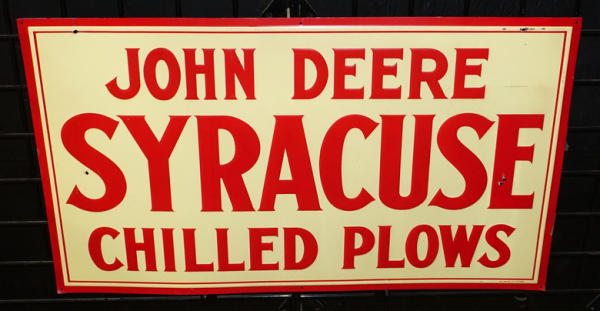 JOHN DEERE
SYRACUSE
CHILLED PLOWS